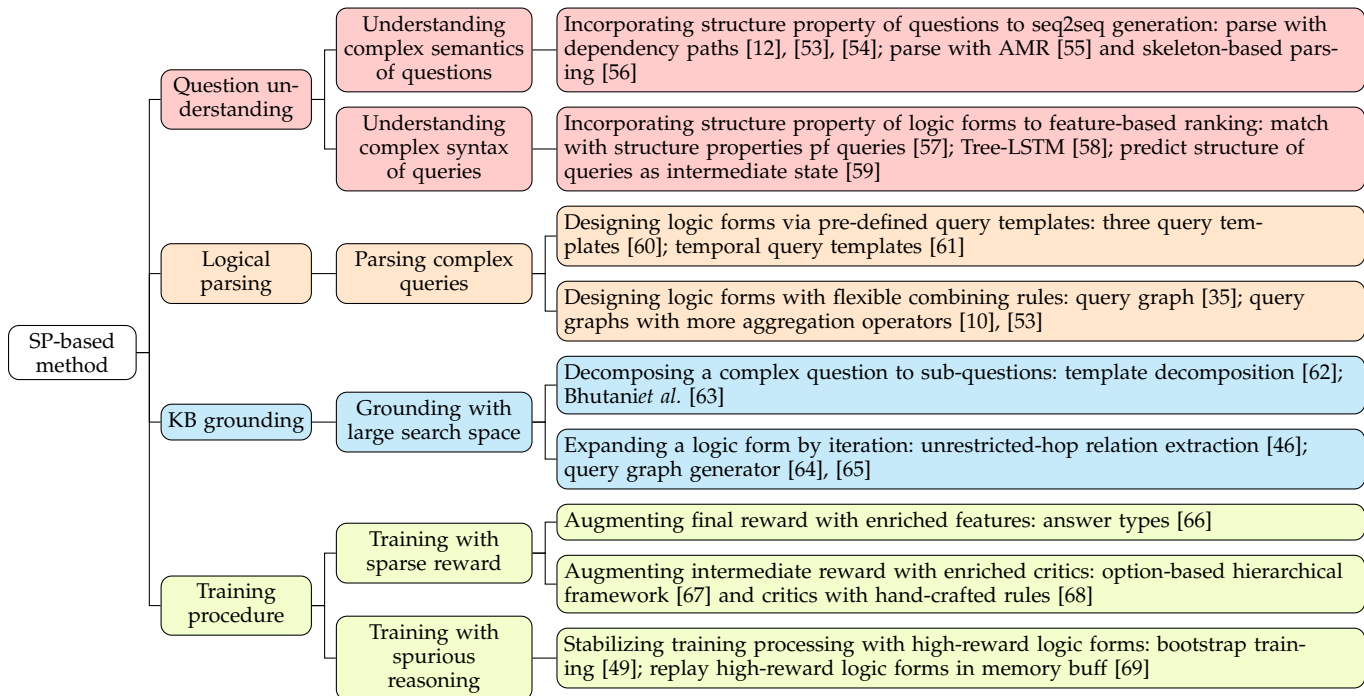 SP-based
method
Question un-
derstanding
Understanding
complex semantics
of questions
Incorporating structure property of questions to seq2seq generation: parse with
dependency paths [12], [53], [54]; parse with AMR [55] and skeleton-based pars-
ing [56]
Understanding
complex syntax
of queries
Incorporating structure property of logic forms to feature-based ranking: match
with structure properties pf queries [57]; Tree-LSTM [58]; predict structure of
queries as intermediate state [59]
Logical
parsing
Parsing complex
queries
Designing logic forms via pre-defined query templates: three query tem-
plates [60]; temporal query templates [61]
Designing logic forms with flexible combining rules: query graph [35]; query
graphs with more aggregation operators [10], [53]
KB grounding
Grounding with
large search space
Decomposing a complex question to sub-questions: template decomposition [62];
Bhutaniet al. [63]
Expanding a logic form by iteration: unrestricted-hop relation extraction [46];
query graph generator [64], [65]
Training
procedure
Training with
sparse reward
Augmenting final reward with enriched features: answer types [66]
Augmenting intermediate reward with enriched critics: option-based hierarchical
framework [67] and critics with hand-crafted rules [68]
Training with
spurious
reasoning
Stabilizing training processing with high-reward logic forms: bootstrap train-
ing [49]; replay high-reward logic forms in memory buff [69]